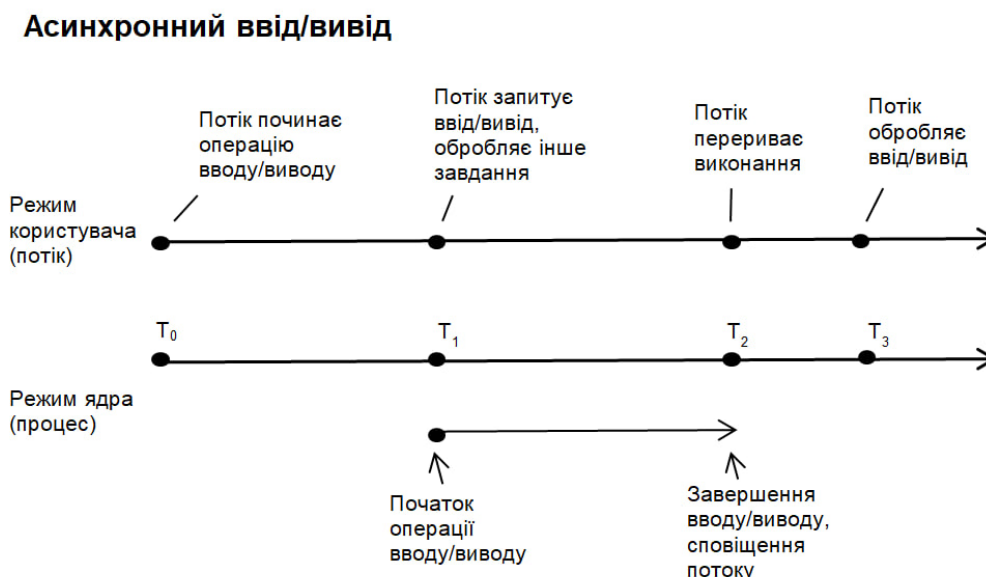 Асинхронний ввід/вивід
Потік починає
операцію
вводу/виводу
Потік запитує
ввід/вивід,
обробляє інше
завдання
Потік
перериває
виконання
Потік
обробляє
ввід/вивід
Режим
користувача
(потік)
T0
T1
T2
T3
Режим ядра
(процес)
Початок
операції
вводу/виводу
Завершення
вводу/виводу,
сповіщення
потоку